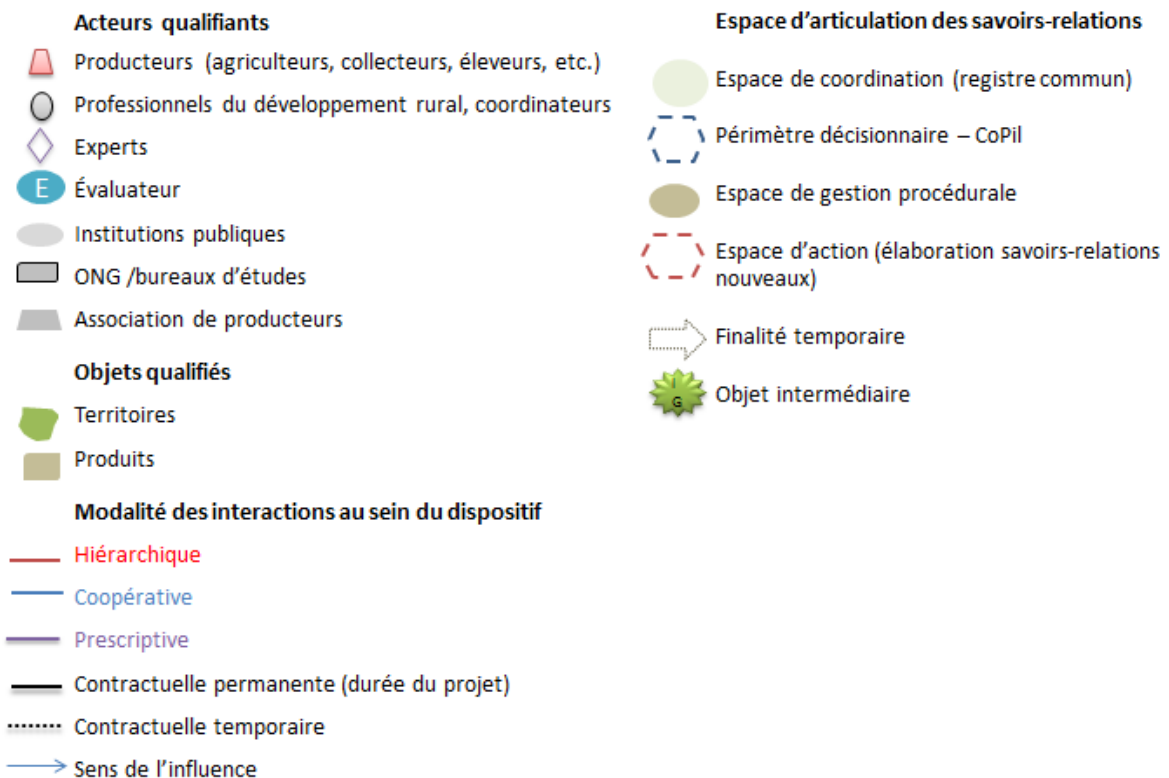 Acteurs qualifiants
Producteurs (agriculteurs, collecteurs, éleveurs, etc.)
Professionnels du développement rural, coordinateurs
Experts
E Évaluateur
Institutions publiques
ONG /bureaux d'études
Association de producteurs
Objets qualifiés
Territoires
Produits
Modalité des interactions au sein du dispositif
Hiérarchique
Coopérative
Prescriptive
Contractuelle permanente (durée du projet)
Contractuelle temporaire
Sens de l'influence
Espace d'articulation des savoirs-relations
Espace de coordination (registre commun)
Périmètre décisionnaire – CoPil
Espace de gestion procédurale
Espace d'action (élaboration savoirs-relations
nouveaux)
Finalité temporaire
I
G Objet intermédiaire